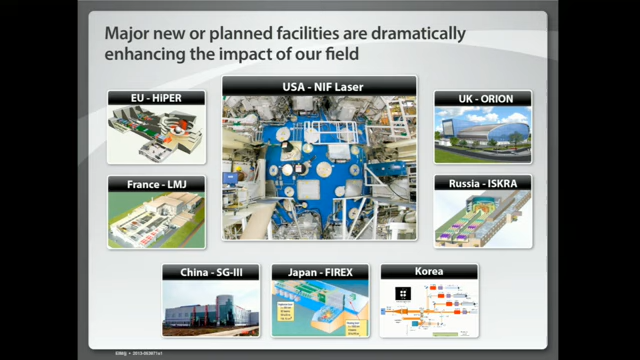 Major new or planned facilities are dramatically
enhancing the impact of our field
USA - NIF Laser
EU - HiPER
UK - ORION
France - LMJ
Russia - ISKRA
China - SG-III
Japan - FIREX
Korea